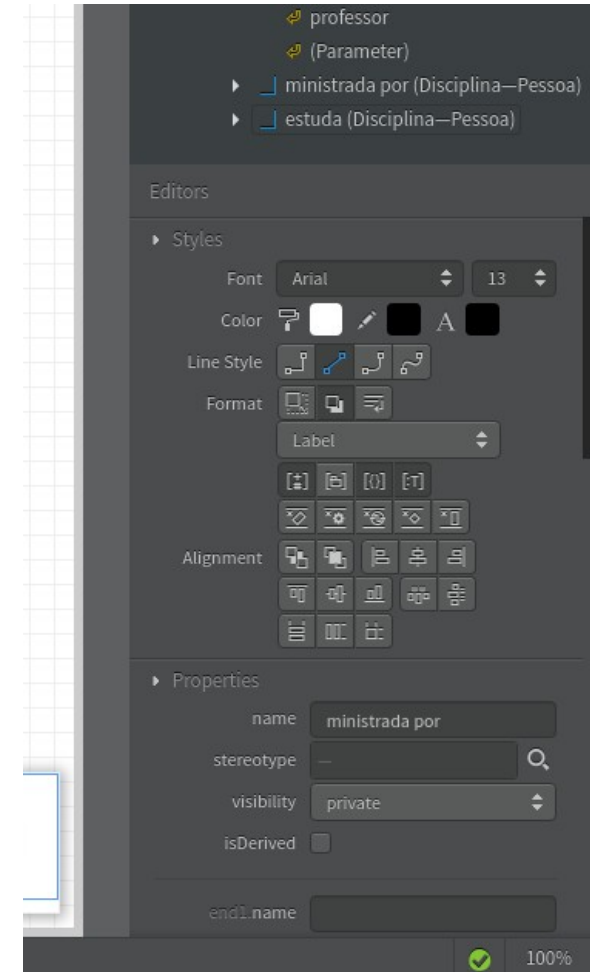 professor
(Parameter)
ministrada por (Disciplina—Pessoa)
estuda (Disciplina—Pessoa)
Editors
Styles
Font Arial 13
Color A
Line Style
Format
Label
Alignment
Properties
name ministrada por
stereotype —
visibility private
isDerived
end1.name
100%